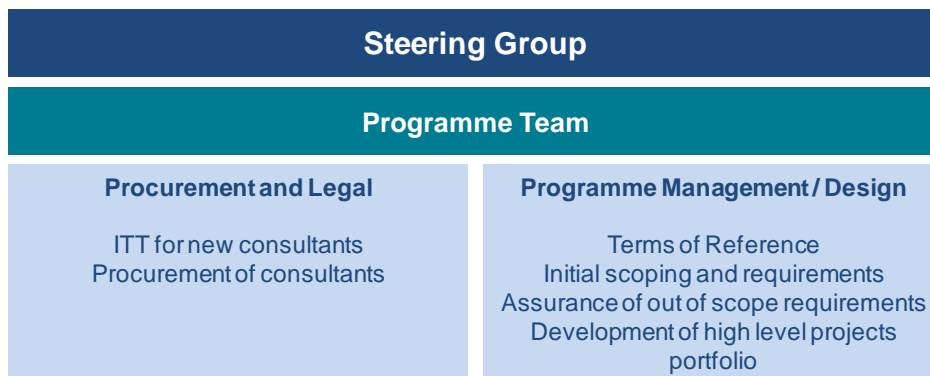 Steering Group
Programme Team
Procurement and Legal
ITT for new consultants
Procurement of consultants
Programme Management / Design
Terms of Reference
Initial scoping and requirements
Assurance of out of scope requirements
Development of high level projects
portfolio